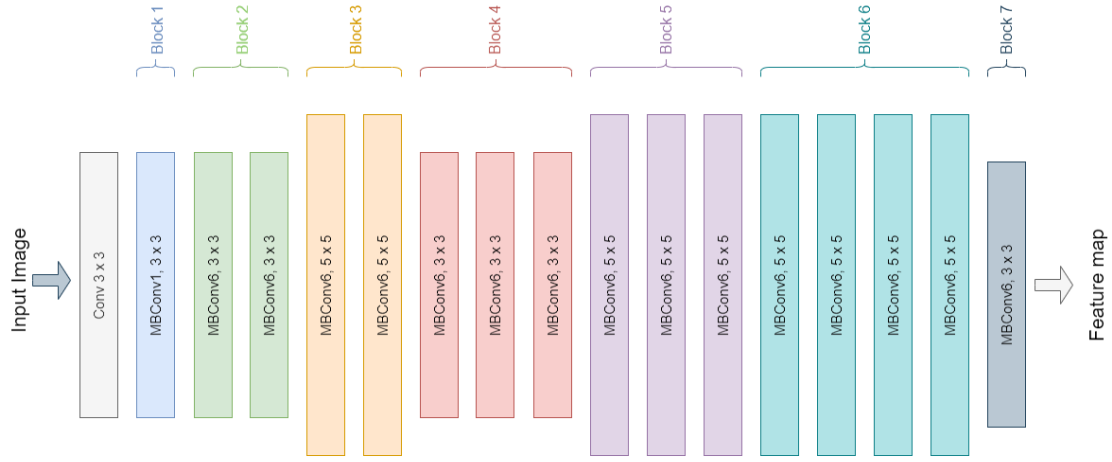 Block 1
Block 2
Block 3
Block 4
Block 5
Block 6
Block 7
Input Image
Conv 3 x 3
MBConv1, 3 x 3
MBConv6, 3 x 3
MBConv6, 3 x 3
MBConv6, 5 x 5
MBConv6, 5 x 5
MBConv6, 3 x 3
MBConv6, 3 x 3
MBConv6, 3 x 3
MBConv6, 5 x 5
MBConv6, 5 x 5
MBConv6, 5 x 5
MBConv6, 5 x 5
MBConv6, 5 x 5
MBConv6, 5 x 5
MBConv6, 5 x 5
MBConv6, 3 x 3
Feature map